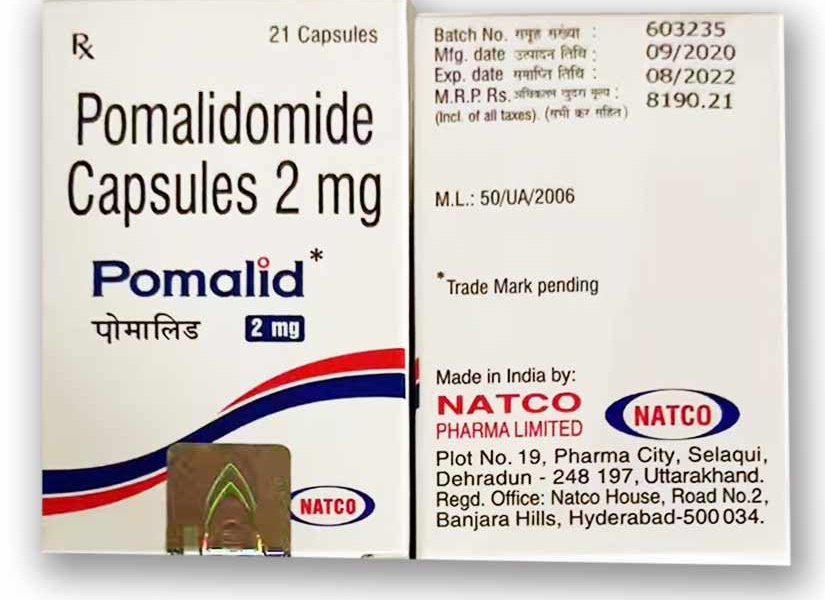 Rx
21 Capsules
Pomalidomide
Capsules 2 mg
Pomalid*
पोमालिड
2 mg
NATCO
Batch No. समूह संख्या : 603235
Mfg. date उत्पादन तिथि : 09/2020
Exp. date समाप्ति तिथि : 08/2022
M.R.P. Rs. अधिकतम खुदरा मूल्य : 8190.21
(Incl. of all taxes). (सभी कर सहित)
M.L.: 50/UA/2006
*Trade Mark pending
Made in India by:
NATCO
PHARMA LIMITED
NATCO
Plot No. 19, Pharma City, Selaqui,
Dehradun - 248 197, Uttarakhand.
Regd. Office: Natco House, Road No.2,
Banjara Hills, Hyderabad-500 034.